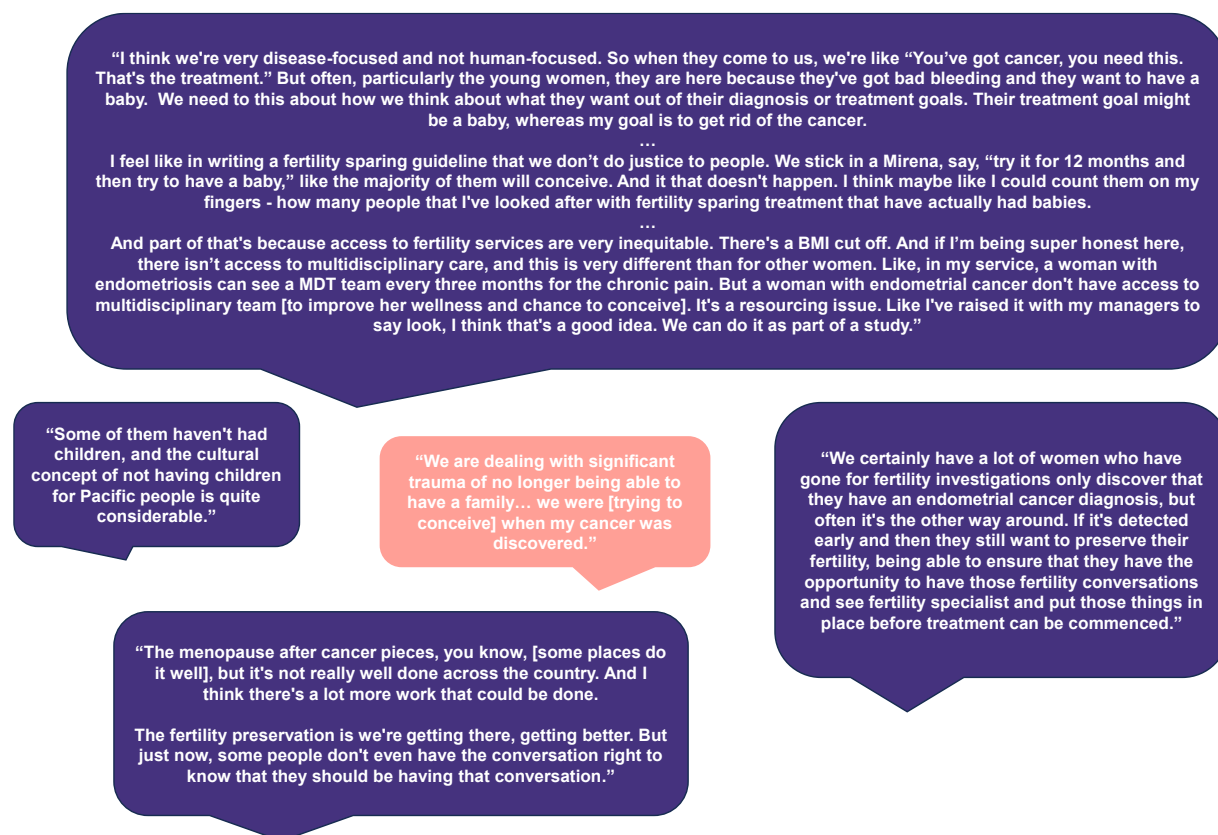 “I think we're very disease-focused and not human-focused. So when they come to us, we're like “You’ve got cancer, you need this.
That's the treatment.” But often, particularly the young women, they are here because they've got bad bleeding and they want to have a
baby.  We need to this about how we think about what they want out of their diagnosis or treatment goals. Their treatment goal might
be a baby, whereas my goal is to get rid of the cancer.
…
I feel like in writing a fertility sparing guideline that we don’t do justice to people. We stick in a Mirena, say, “try it for 12 months and
then try to have a baby,” like the majority of them will conceive. And it that doesn't happen. I think maybe like I could count them on my
fingers - how many people that I've looked after with fertility sparing treatment that have actually had babies.
…
And part of that's because access to fertility services are very inequitable. There's a BMI cut off. And if I’m being super honest here,
there isn’t access to multidisciplinary care, and this is very different than for other women. Like, in my service, a woman with
endometriosis can see a MDT team every three months for the chronic pain. But a woman with endometrial cancer don't have access to
multidisciplinary team [to improve her wellness and chance to conceive]. It's a resourcing issue. Like I've raised it with my managers to
say look, I think that's a good idea. We can do it as part of a study.”
“Some of them haven't had
children, and the cultural
concept of not having children
for Pacific people is quite
considerable.”
“We are dealing with significant
trauma of no longer being able to
have a family… we were [trying to
conceive] when my cancer was
discovered.”
“We certainly have a lot of women who have
gone for fertility investigations only discover that
they have an endometrial cancer diagnosis, but
often it's the other way around. If it's detected
early and then they still want to preserve their
fertility, being able to ensure that they have the
opportunity to have those fertility conversations
and see fertility specialist and put those things in
place before treatment can be commenced.”
“The menopause after cancer pieces, you know, [some places do
it well], but it's not really well done across the country. And I
think there's a lot more work that could be done.
The fertility preservation is we're getting there, getting better. But
just now, some people don't even have the conversation right to
know that they should be having that conversation.”